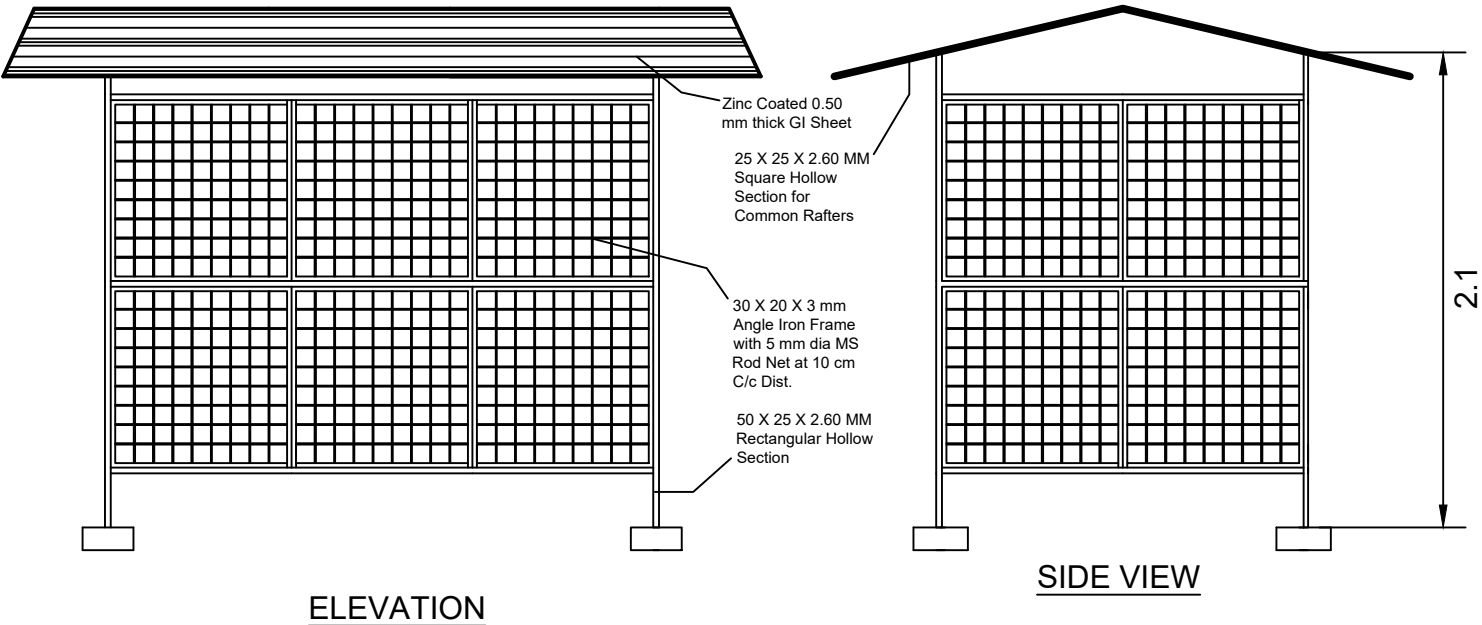 Zinc Coated 0.50
mm thick GI Sheet
25 X 25 X 2.60 MM
Square Hollow
Section for
Common Rafters
30 X 20 X 3 mm
Angle Iron Frame
with 5 mm dia MS
Rod Net at 10 cm
C/c Dist.
50 X 25 X 2.60 MM
Rectangular Hollow
Section
2.1
SIDE VIEW
ELEVATION